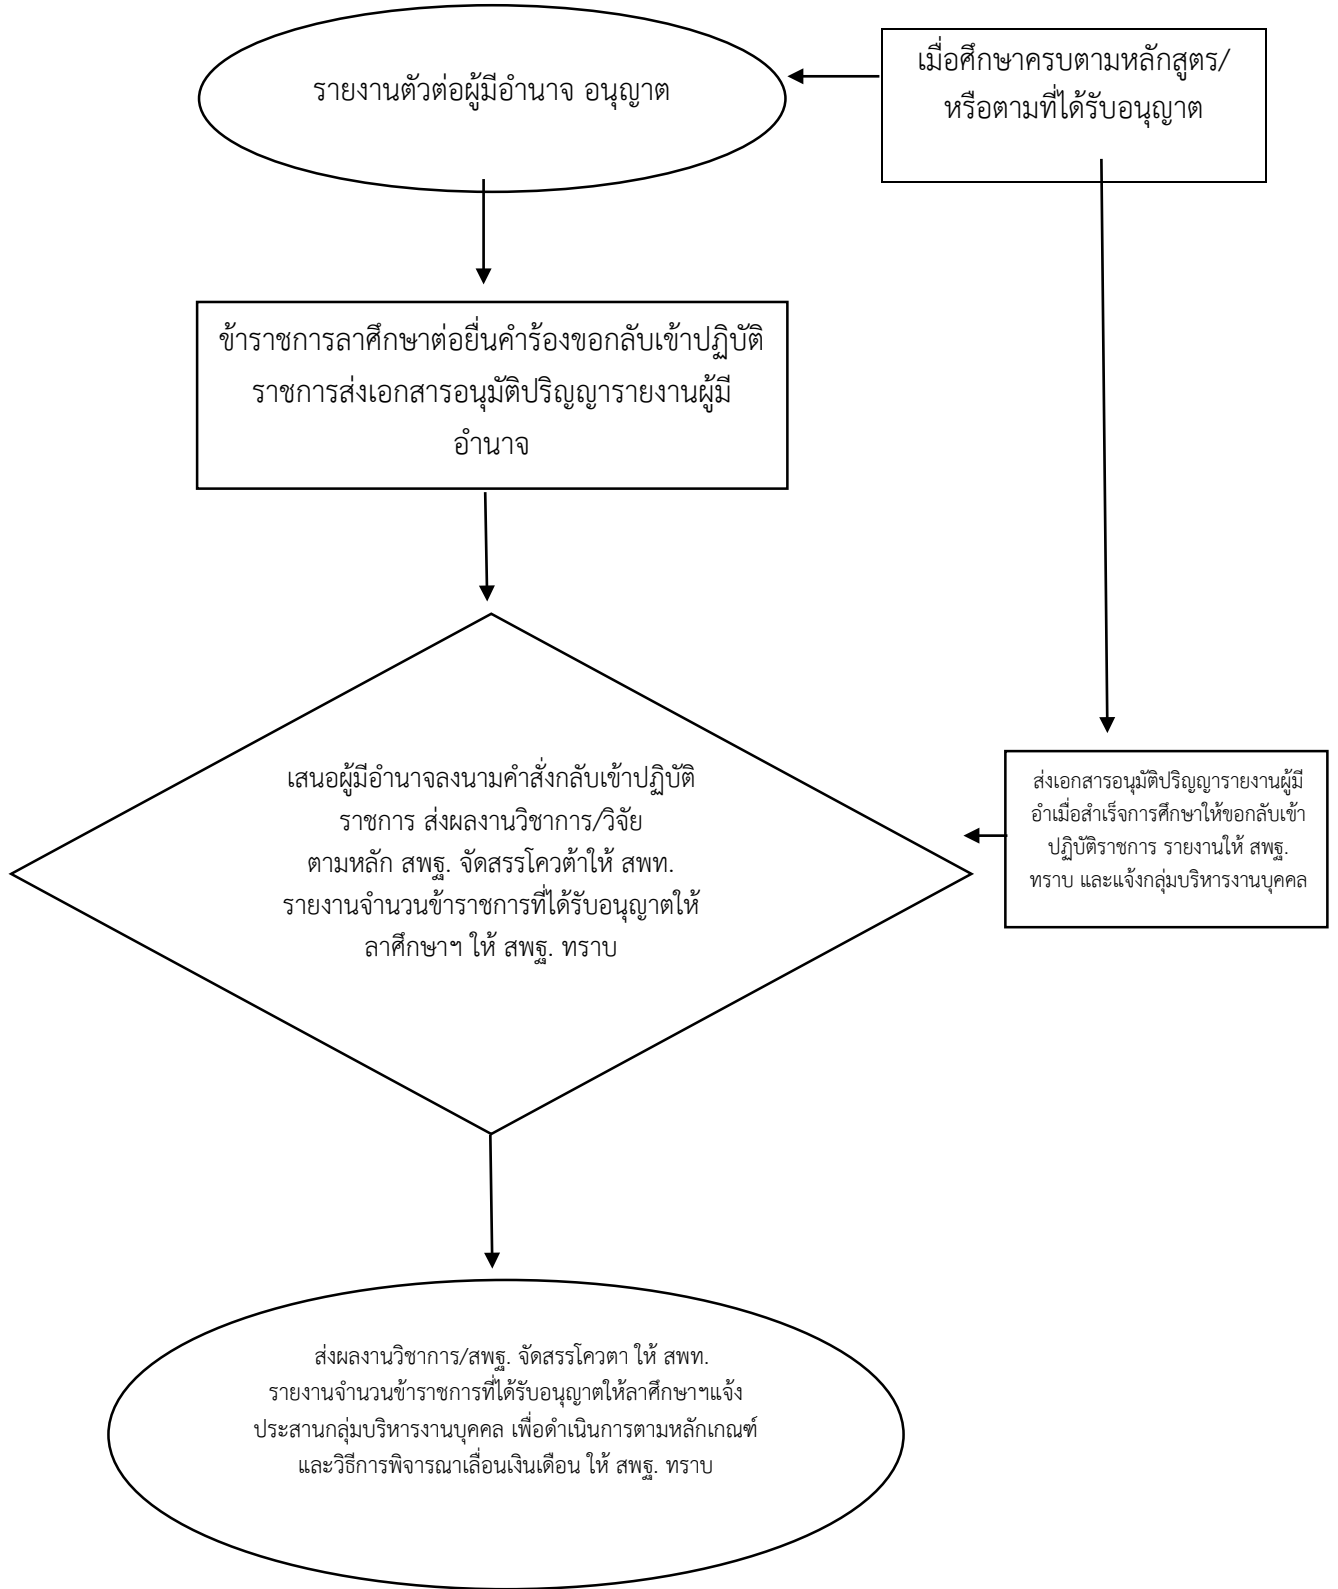 รายงานตัวต่อผู้มีอำนาจ อนุญาต
เมื่อศึกษาครบตามหลักสูตร/
หรือตามที่ได้รับอนุญาต
ข้าราชการลาศึกษาต่อยื่นคำร้องขอกลับเข้าปฏิบัติ
ราชการส่งเอกสารอนุมัติปริญญารายงานผู้มี
อำนาจ
เสนอผู้มีอำนาจลงนามคำสั่งกลับเข้าปฏิบัติ
ราชการ ส่งผลงานวิชาการ/วิจัย
ตามหลัก สพฐ. จัดสรรโควต้าให้ สพท.
รายงานจำนวนข้าราชการที่ได้รับอนุญาตให้
ลาศึกษาฯ ให้ สพฐ. ทราบ
ส่งเอกสารอนุมัติปริญญารายงานผู้มี
อำเมื่อสำเร็จการศึกษาให้ขอกลับเข้า
ปฏิบัติราชการ รายงานให้ สพฐ.
ทราบ และแจ้งกลุ่มบริหารงานบุคคล
ส่งผลงานวิชาการ/สพฐ. จัดสรรโควตา ให้ สพท.
รายงานจำนวนข้าราชการที่ได้รับอนุญาตให้ลาศึกษาฯแจ้ง
ประสานกลุ่มบริหารงานบุคคล เพื่อดำเนินการตามหลักเกณฑ์
และวิธีการพิจารณาเลื่อนเงินเดือน ให้ สพฐ. ทราบ